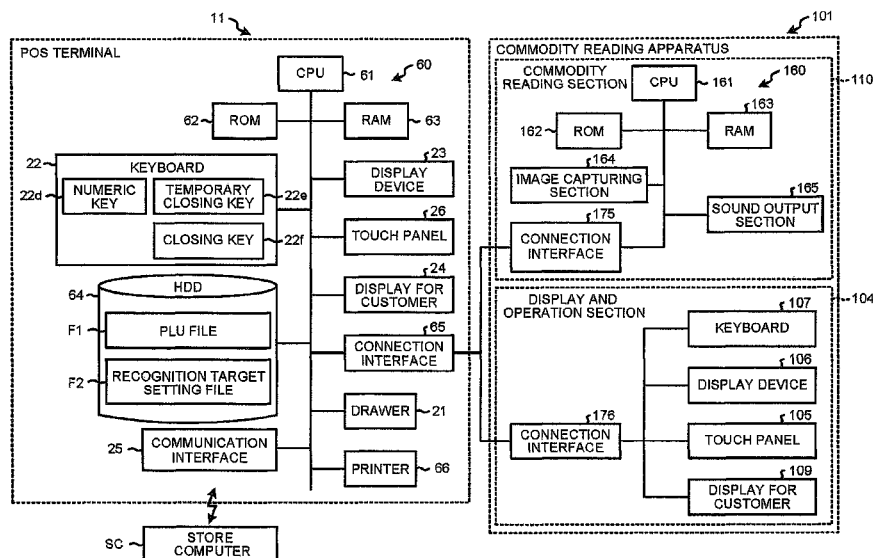 11
101
POS TERMINAL
CPU
61
60
62
ROM
RAM
63
22
KEYBOARD
22d
NUMERIC
KEY
TEMPORARY
CLOSING KEY
22e
CLOSING KEY
22f
23
DISPLAY
DEVICE
26
TOUCH PANEL
24
DISPLAY FOR
CUSTOMER
64
HDD
F1
PLU FILE
F2
RECOGNITION TARGET
SETTING FILE
65
CONNECTION
INTERFACE
DRAWER
21
25
COMMUNICATION
INTERFACE
PRINTER
66
SC
STORE
COMPUTER
COMMODITY READING APPARATUS
COMMODITY
READING SECTION
CPU
161
160
110
162
ROM
163
RAM
164
IMAGE CAPTURING
SECTION
165
SOUND OUTPUT
SECTION
175
CONNECTION
INTERFACE
DISPLAY AND
OPERATION SECTION
104
107
KEYBOARD
106
DISPLAY DEVICE
176
CONNECTION
INTERFACE
105
TOUCH PANEL
109
DISPLAY FOR
CUSTOMER